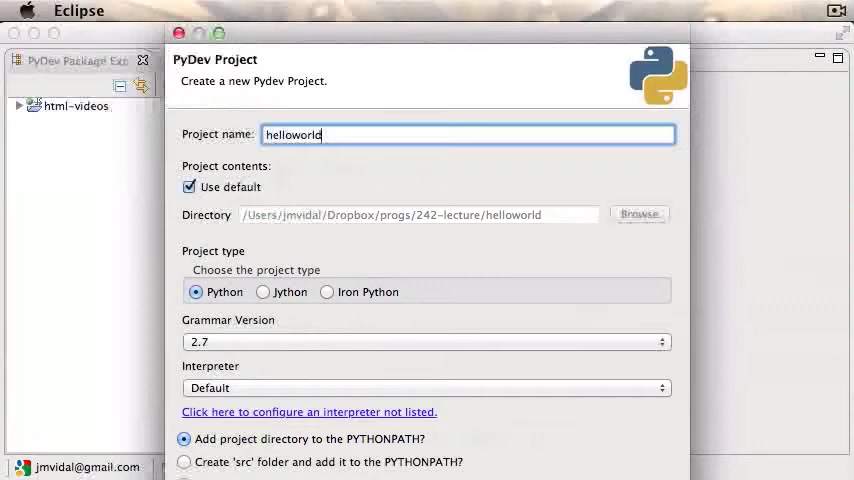 Eclipse
PyDev Package Exp
html-videos
PyDev Project
Create a new Pydev Project.
Project name: helloworld
Project contents:
Use default
Directory /Users/jmvidal/Dropbox/progs/242-lecture/helloworld Browse
Project type
Choose the project type
Python Jython Iron Python
Grammar Version
2.7
Interpreter
Default
Click here to configure an interpreter not listed.
Add project directory to the PYTHONPATH?
Create 'src' folder and add it to the PYTHONPATH?
jmvidal@gmail.com